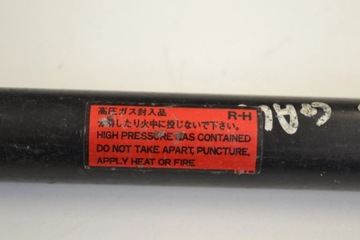 高圧ガス封入品 R-H
分解したり火中に投じないで下さい。
HIGH PRESSURE GAS CONTAINED
DO NOT TAKE APART, PUNCTURE,
APPLY HEAT OR FIRE